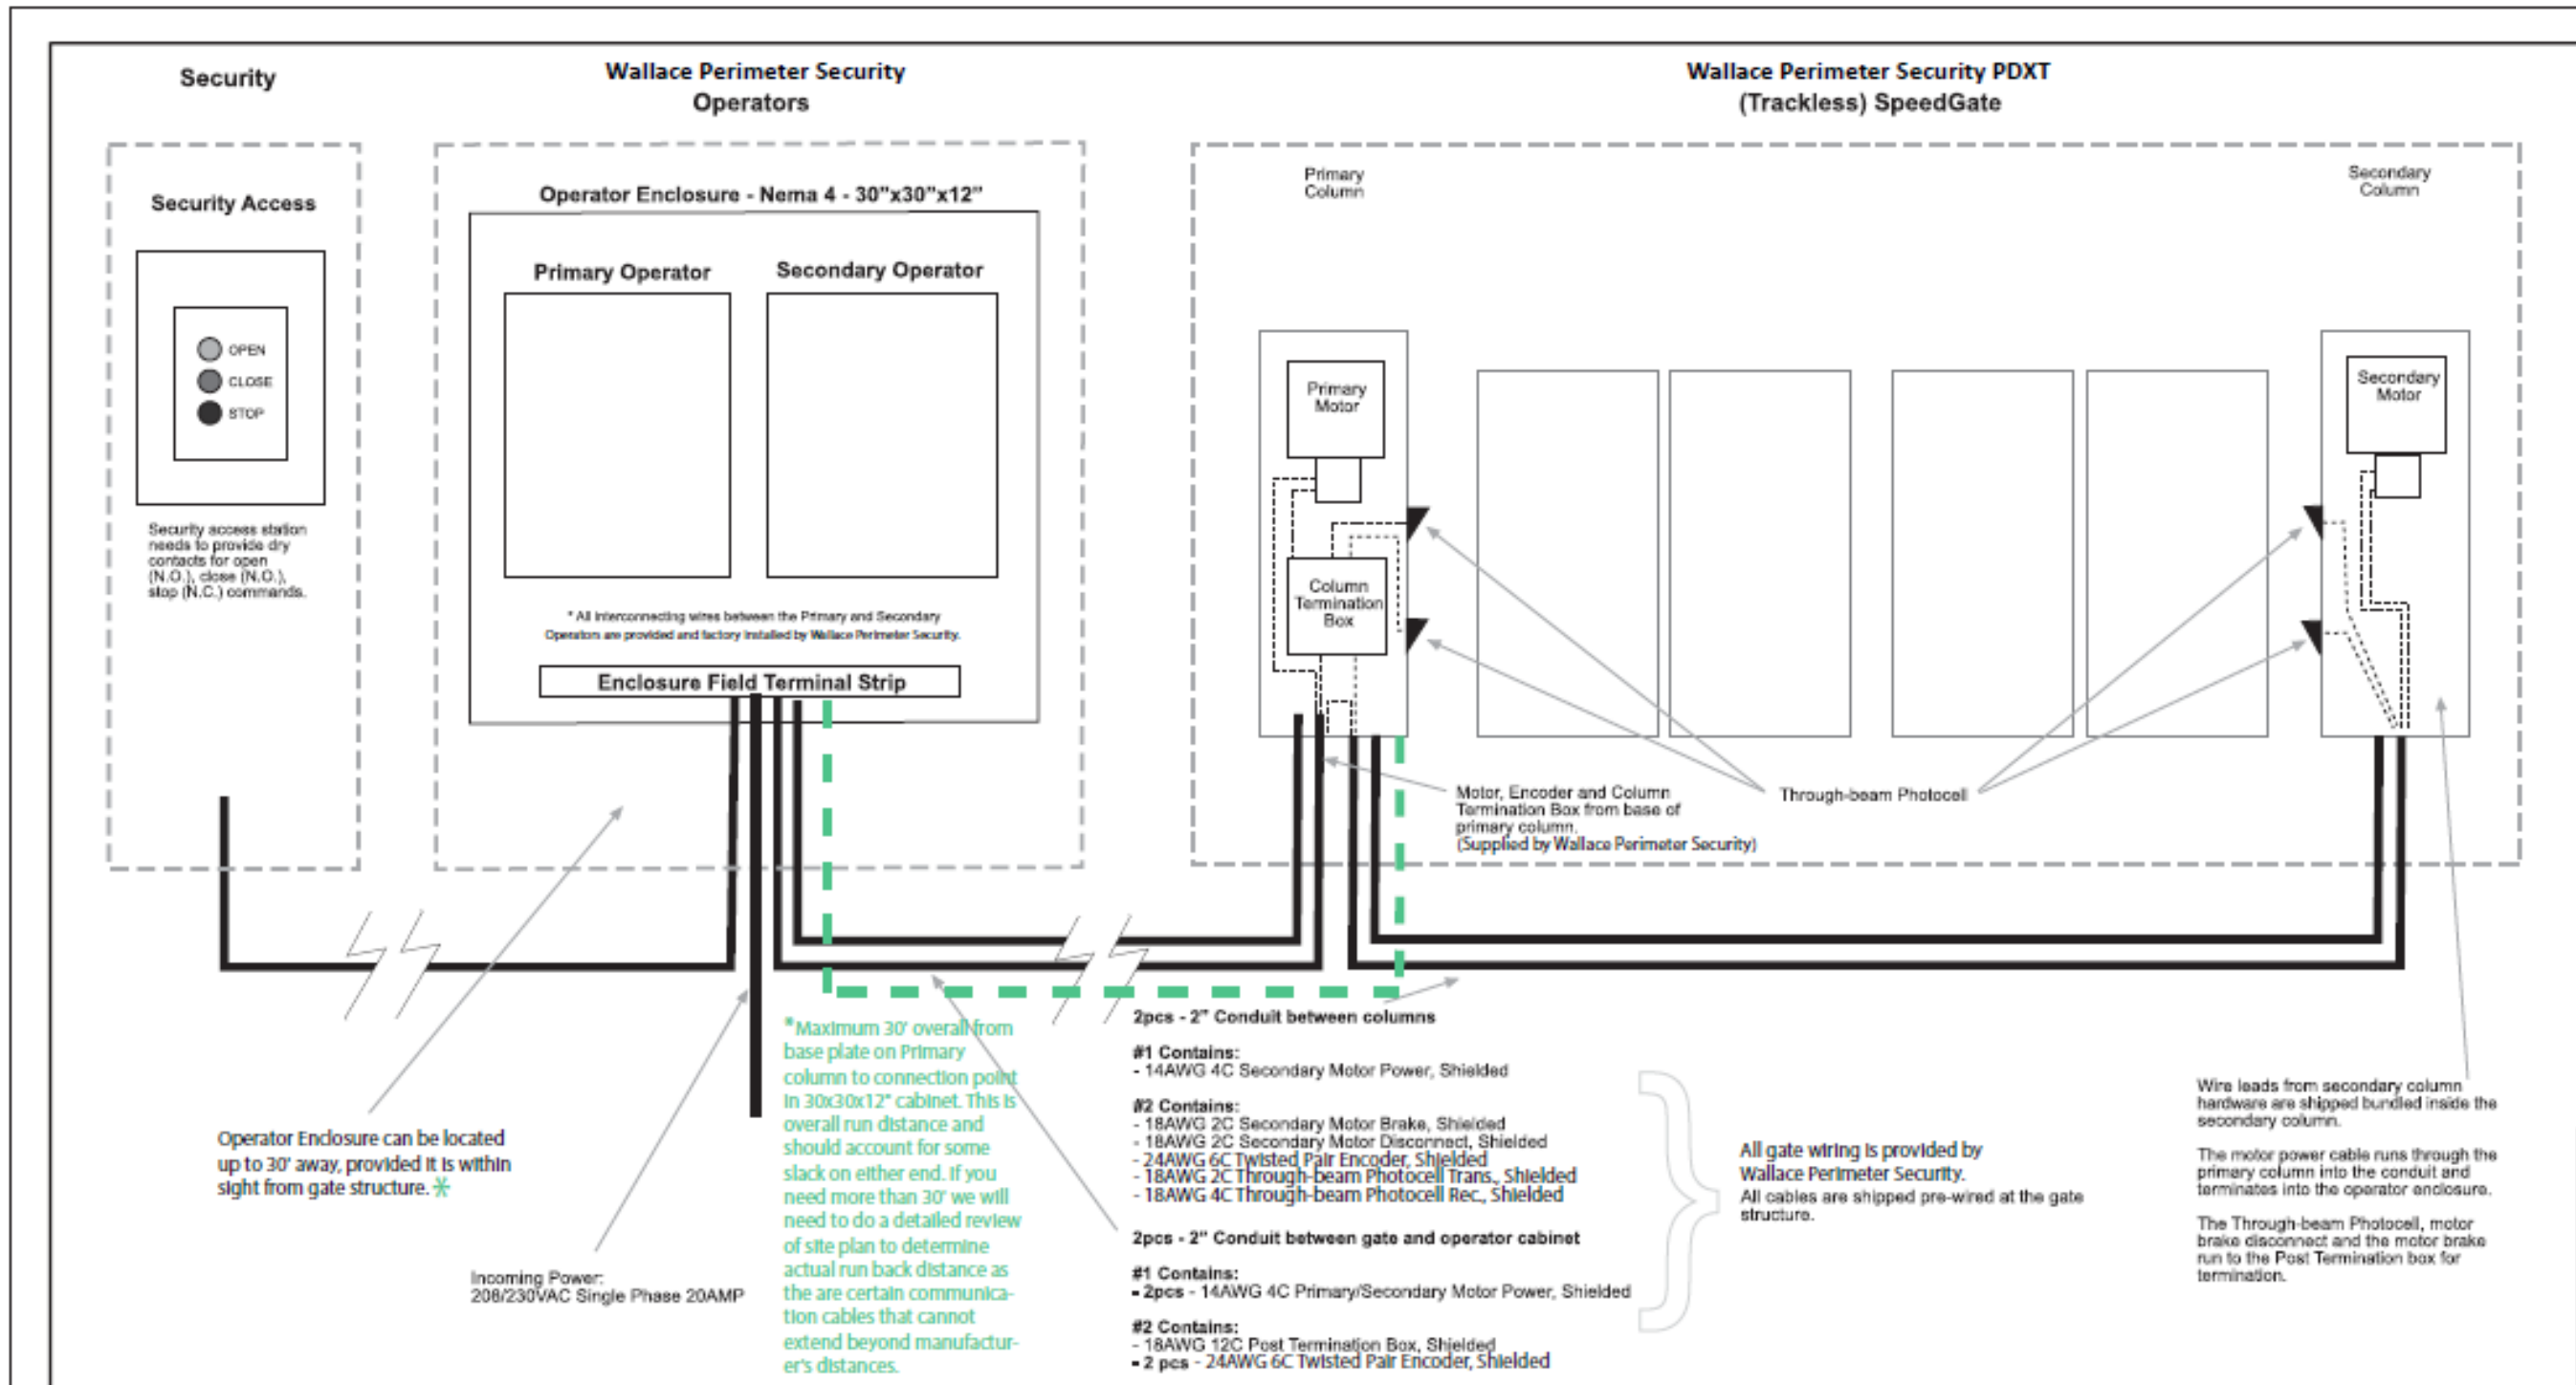 Security
Wallace Perimeter Security
Operators
Wallace Perimeter Security PDXT
(Trackless) SpeedGate
Security Access
OPEN
CLOSE
STOP
Security access station
needs to provide dry
contacts for open
(N.O.), close (N.O.),
stop (N.C.) commands.
Operator Enclosure - Nema 4 - 30"x30"x12"
Primary Operator
Secondary Operator
* All interconnecting wires between the Primary and Secondary
Operators are provided and factory installed by Wallace Perimeter Security.
Enclosure Field Terminal Strip
Primary
Column
Secondary
Column
Primary
Motor
Column
Termination
Box
Secondary
Motor
Motor, Encoder and Column
Termination Box from base of
primary column.
(Supplied by Wallace Perimeter Security)
Through-beam Photocell
Operator Enclosure can be located
up to 30' away, provided it is within
sight from gate structure. *
Incoming Power:
208/230VAC Single Phase 20AMP
*Maximum 30' overall from
base plate on Primary
column to connection point
in 30x30x12" cabinet. This is
overall run distance and
should account for some
slack on either end. If you
need more than 30' we will
need to do a detailed review
of site plan to determine
actual run back distance as
the are certain communica-
tion cables that cannot
extend beyond manufactur-
er's distances.
2pcs - 2" Conduit between columns
#1 Contains:
- 14AWG 4C Secondary Motor Power, Shielded
#2 Contains:
- 18AWG 2C Secondary Motor Brake, Shielded
- 18AWG 2C Secondary Motor Disconnect, Shielded
- 24AWG 6C Twisted Pair Encoder, Shielded
- 18AWG 2C Through-beam Photocell Trans., Shielded
- 18AWG 4C Through-beam Photocell Rec., Shielded
2pcs - 2" Conduit between gate and operator cabinet
#1 Contains:
- 2pcs - 14AWG 4C Primary/Secondary Motor Power, Shielded
#2 Contains:
- 18AWG 12C Post Termination Box, Shielded
- 2 pcs - 24AWG 6C Twisted Pair Encoder, Shielded
All gate wiring is provided by
Wallace Perimeter Security.
All cables are shipped pre-wired at the gate
structure.
Wire leads from secondary column
hardware are shipped bundled inside the
secondary column.
The motor power cable runs through the
primary column into the conduit and
terminates into the operator enclosure.
The Through-beam Photocell, motor
brake disconnect and the motor brake
run to the Post Termination box for
termination.